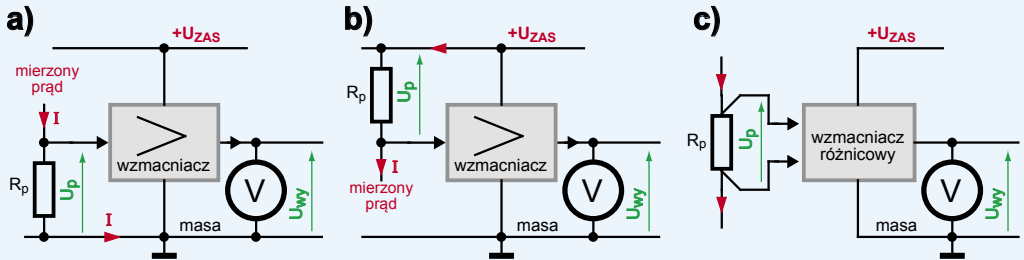 a)
+UZAS
mierzony
prąd
I
Rp
Up
wzmacniacz
I
masa
V
Uwy
b)
+UZAS
Rp
Up
wzmacniacz
I
mierzony
prąd
masa
V
Uwy
c)
+UZAS
Rp
Up
wzmacniacz
różnicowy
masa
V
Uwy